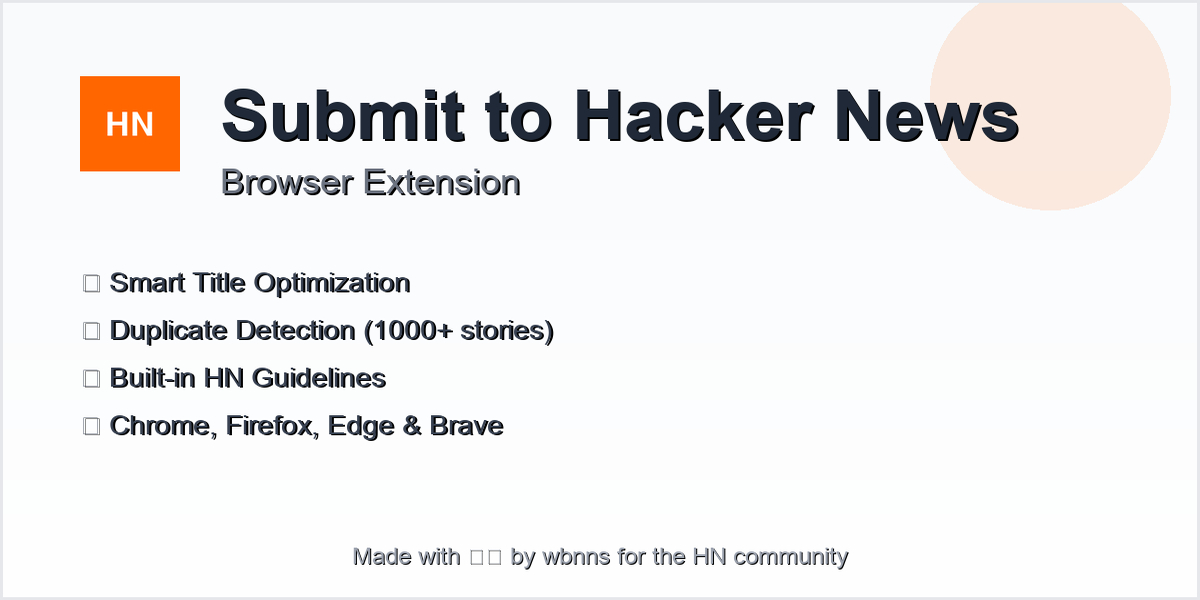 HN
Submit to Hacker News
Browser Extension
□ Smart Title Optimization
□ Duplicate Detection (1000+ stories)
□ Built-in HN Guidelines
□ Chrome, Firefox, Edge & Brave
Made with □□ by wbnns for the HN community